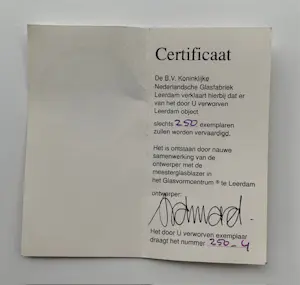 Certificaat
De B.V. Koninklijke
Nederlandsche Glasfabriek
Leerdam verklaart hierbij dat er
van het door U verworven
Leerdam object
slechts 250 exemplaren
zullen worden vervaardigd.
Het is ontstaan door nauwe
samenwerking van de
ontwerper met de
meesterglasblazer in
het Glasvormcentrum ® te Leerdam
ontwerper:
Het door U verworven exemplaar
draagt het nummer 250-4